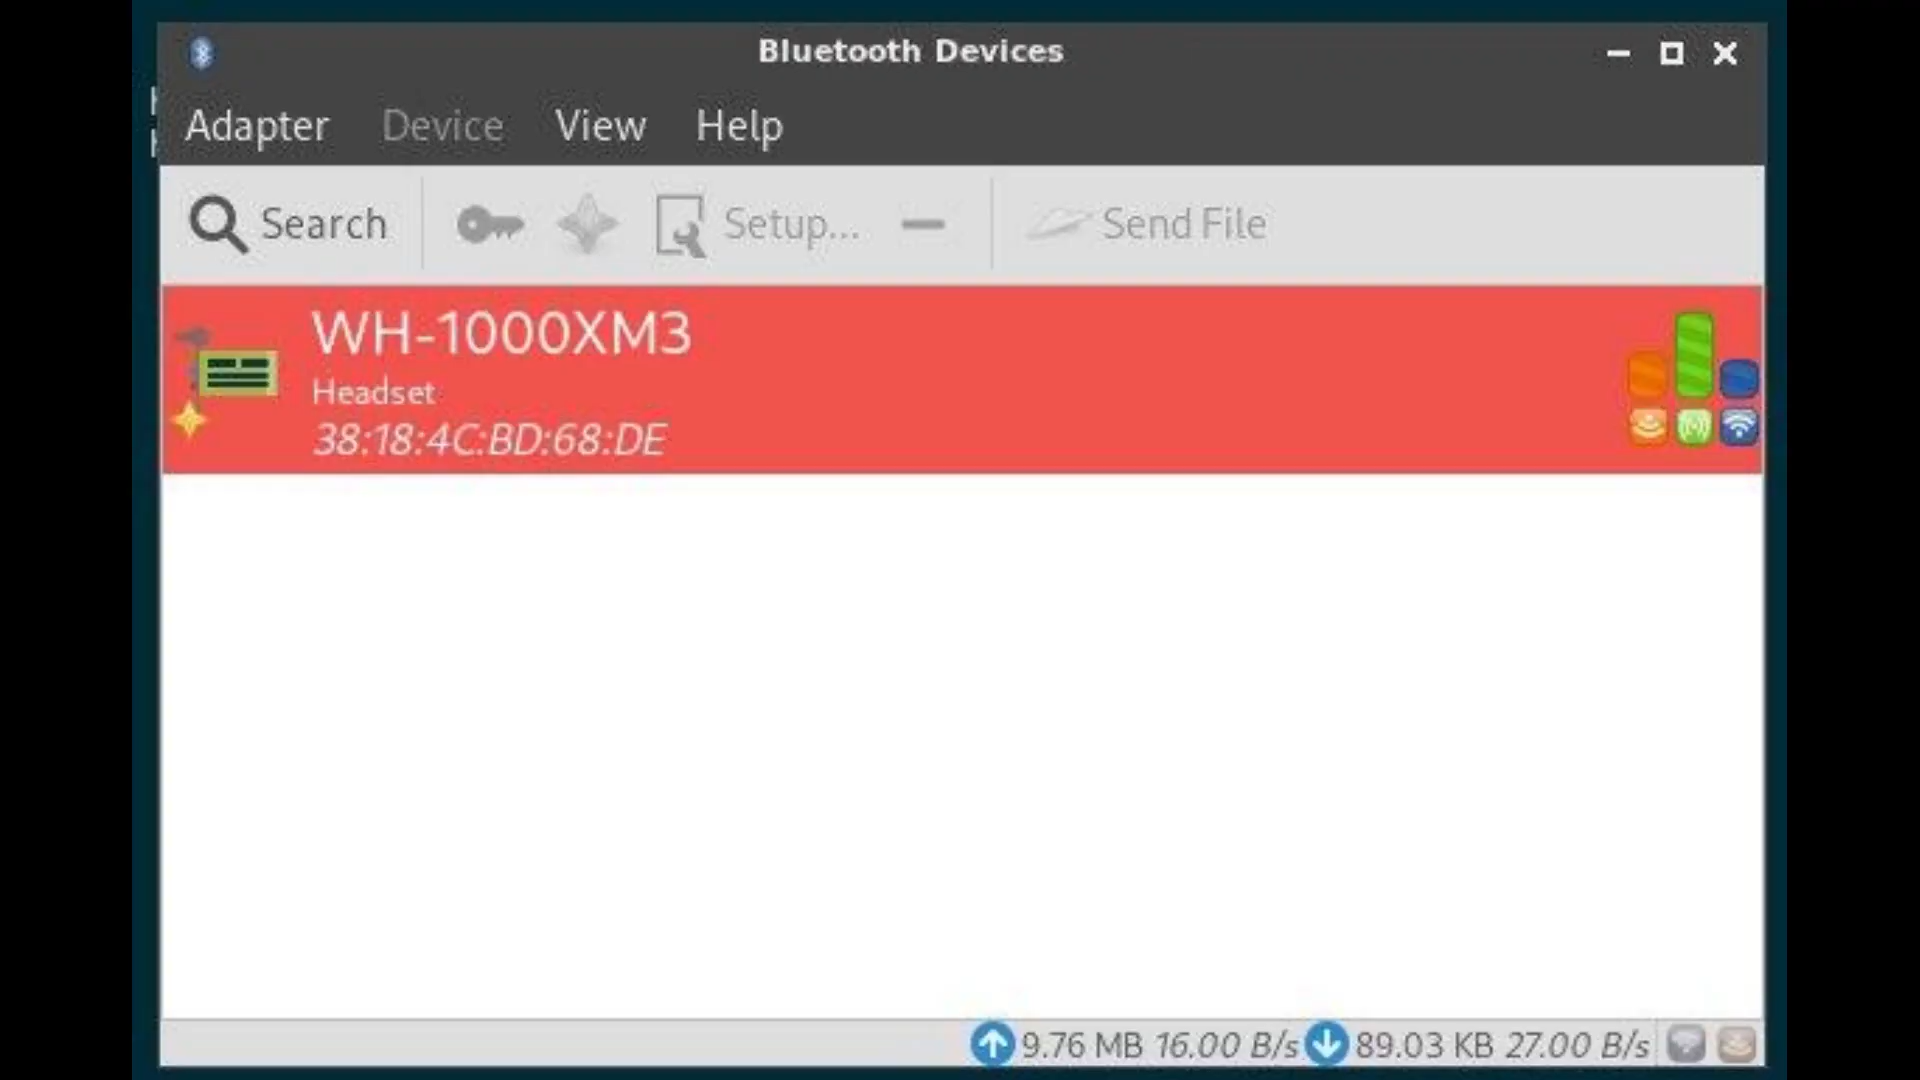 Bluetooth Devices
Adapter Device View Help
Search Setup... Send File
WH-1000XM3
Headset
38:18:4C:BD:68:DE
9.76 MB 16.00 B/s 89.03 KB 27.00 B/s